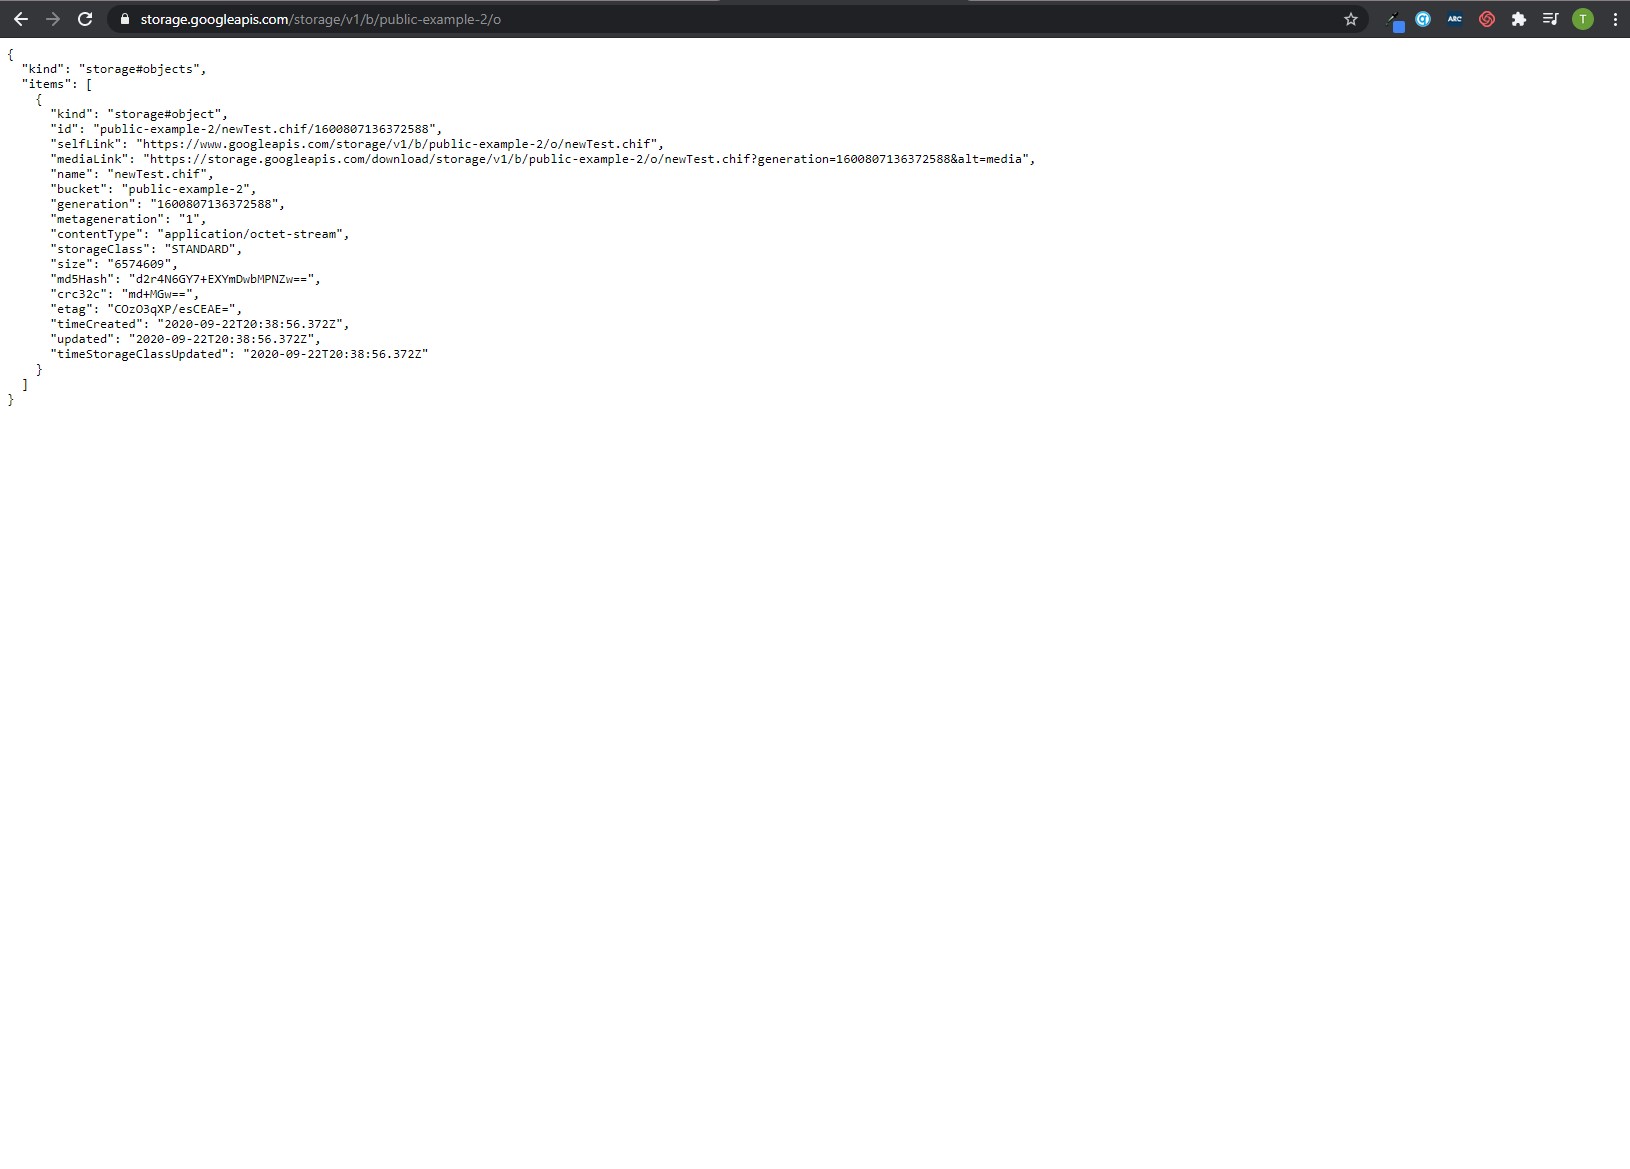 storage.googleapis.com/storage/v1/b/public-example-2/o
ARC
T
{
"kind": "storage#objects",
"items": [
{
"kind": "storage#object",
"id": "public-example-2/newTest.chif/1600807136372588",
"selfLink": "https://www.googleapis.com/storage/v1/b/public-example-2/o/newTest.chif",
"mediaLink": "https://storage.googleapis.com/download/storage/v1/b/public-example-2/o/newTest.chif?generation=1600807136372588&alt=media",
"name": "newTest.chif",
"bucket": "public-example-2",
"generation": "1600807136372588",
"metageneration": "1",
"contentType": "application/octet-stream",
"storageClass": "STANDARD",
"size": "6574609",
"md5Hash": "d2r4N6GY7+EXYmDwbMPNZw==",
"crc32c": "md+MGw==",
"etag": "COzO3qXP/esCEAE=",
"timeCreated": "2020-09-22T20:38:56.372Z",
"updated": "2020-09-22T20:38:56.372Z",
"timeStorageClassUpdated": "2020-09-22T20:38:56.372Z"
}
]
}